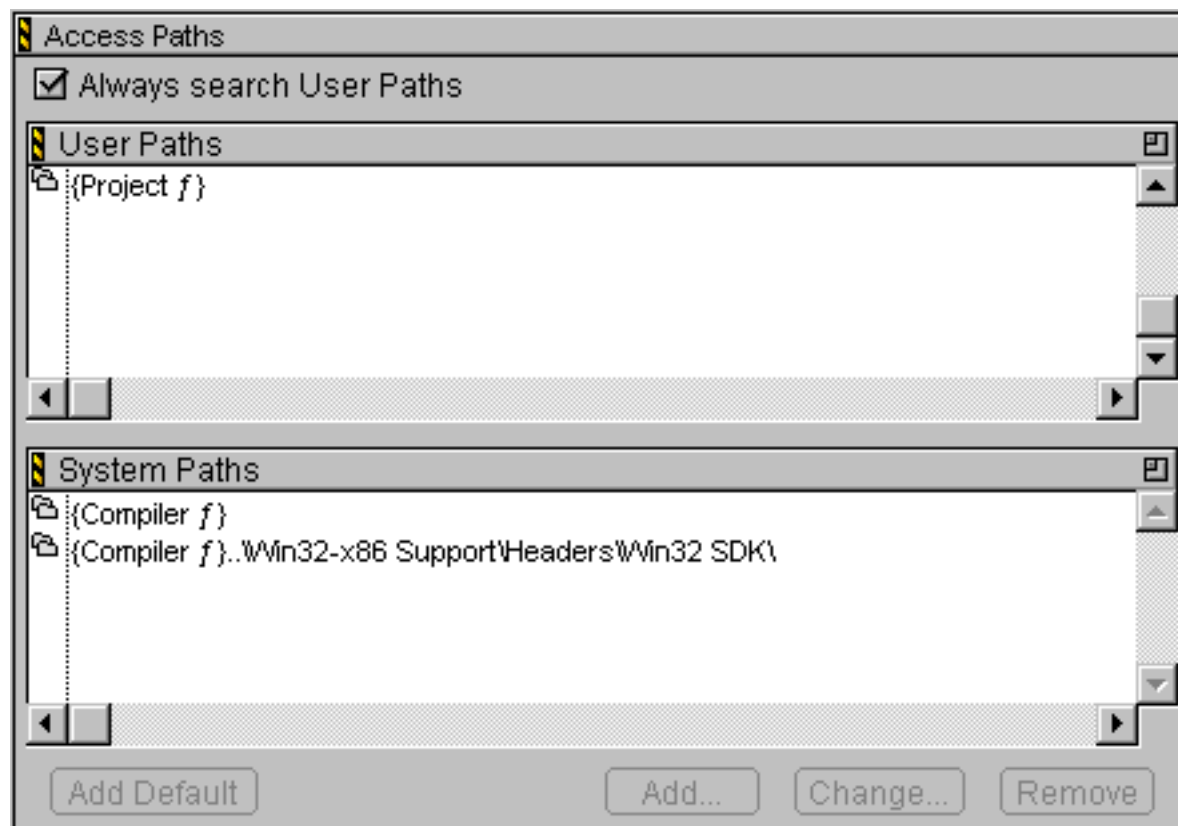 Access Paths
Always search User Paths
User Paths
{Project ƒ}
System Paths
{Compiler ƒ}
{Compiler ƒ}..\Win32-x86 Support\Headers\Win32 SDK\
Add Default Add... Change... Remove